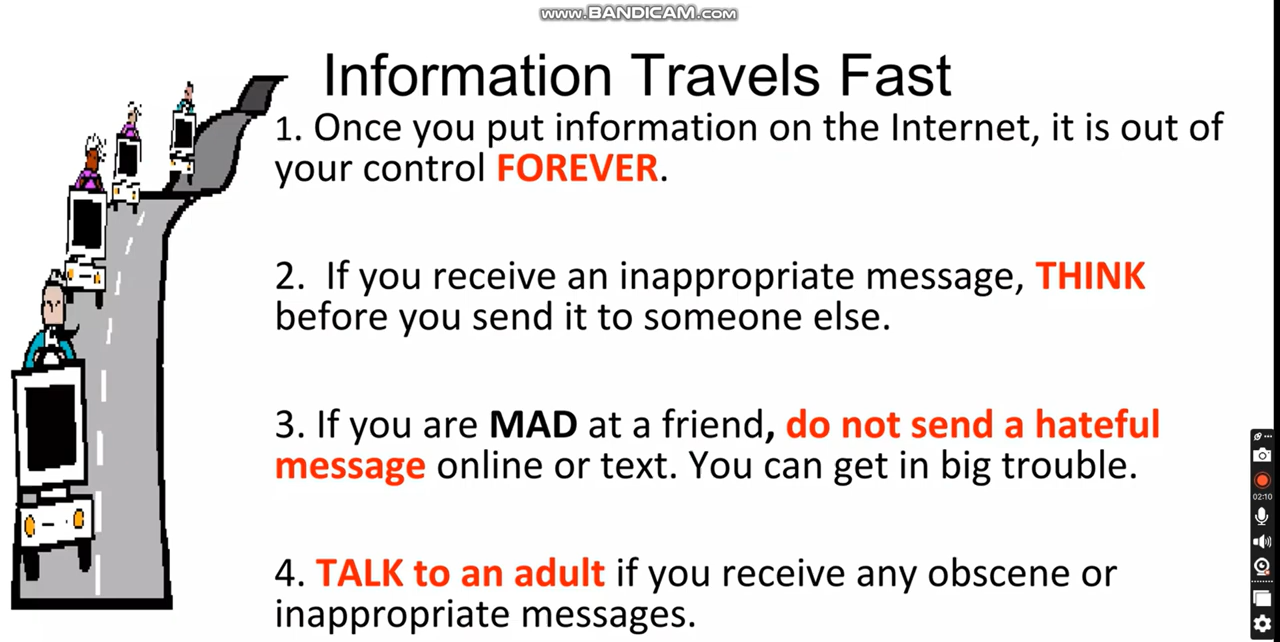 www.BANDICAM.com
Information Travels Fast
1. Once you put information on the Internet, it is out of
your control FOREVER.
2. If you receive an inappropriate message, THINK
before you send it to someone else.
3. If you are MAD at a friend, do not send a hateful
message online or text. You can get in big trouble.
4. TALK to an adult if you receive any obscene or
inappropriate messages.
02:10